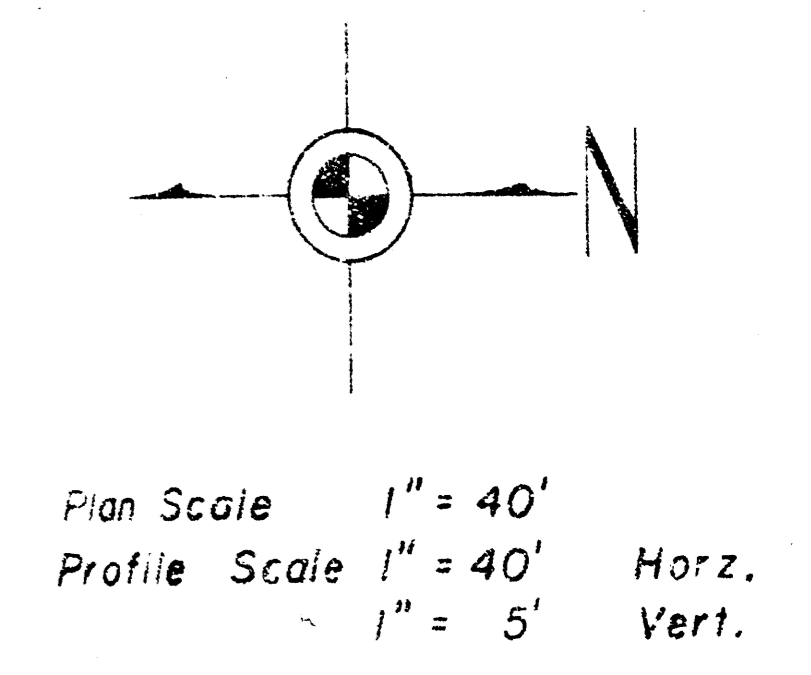 N
Plan Scale 1" = 40'
Profile Scale 1" = 40' Horz.
1" = 5' Vert.